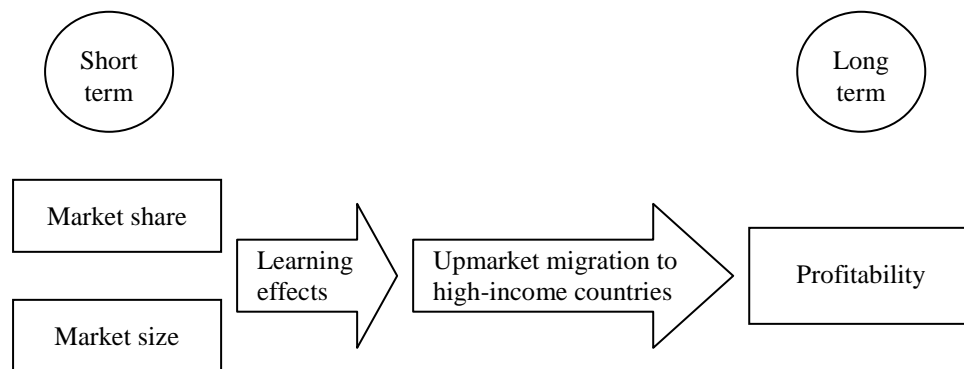 Short
term
Long
term
Market share
Market size
Learning
effects
Upmarket migration to
high-income countries
Profitability